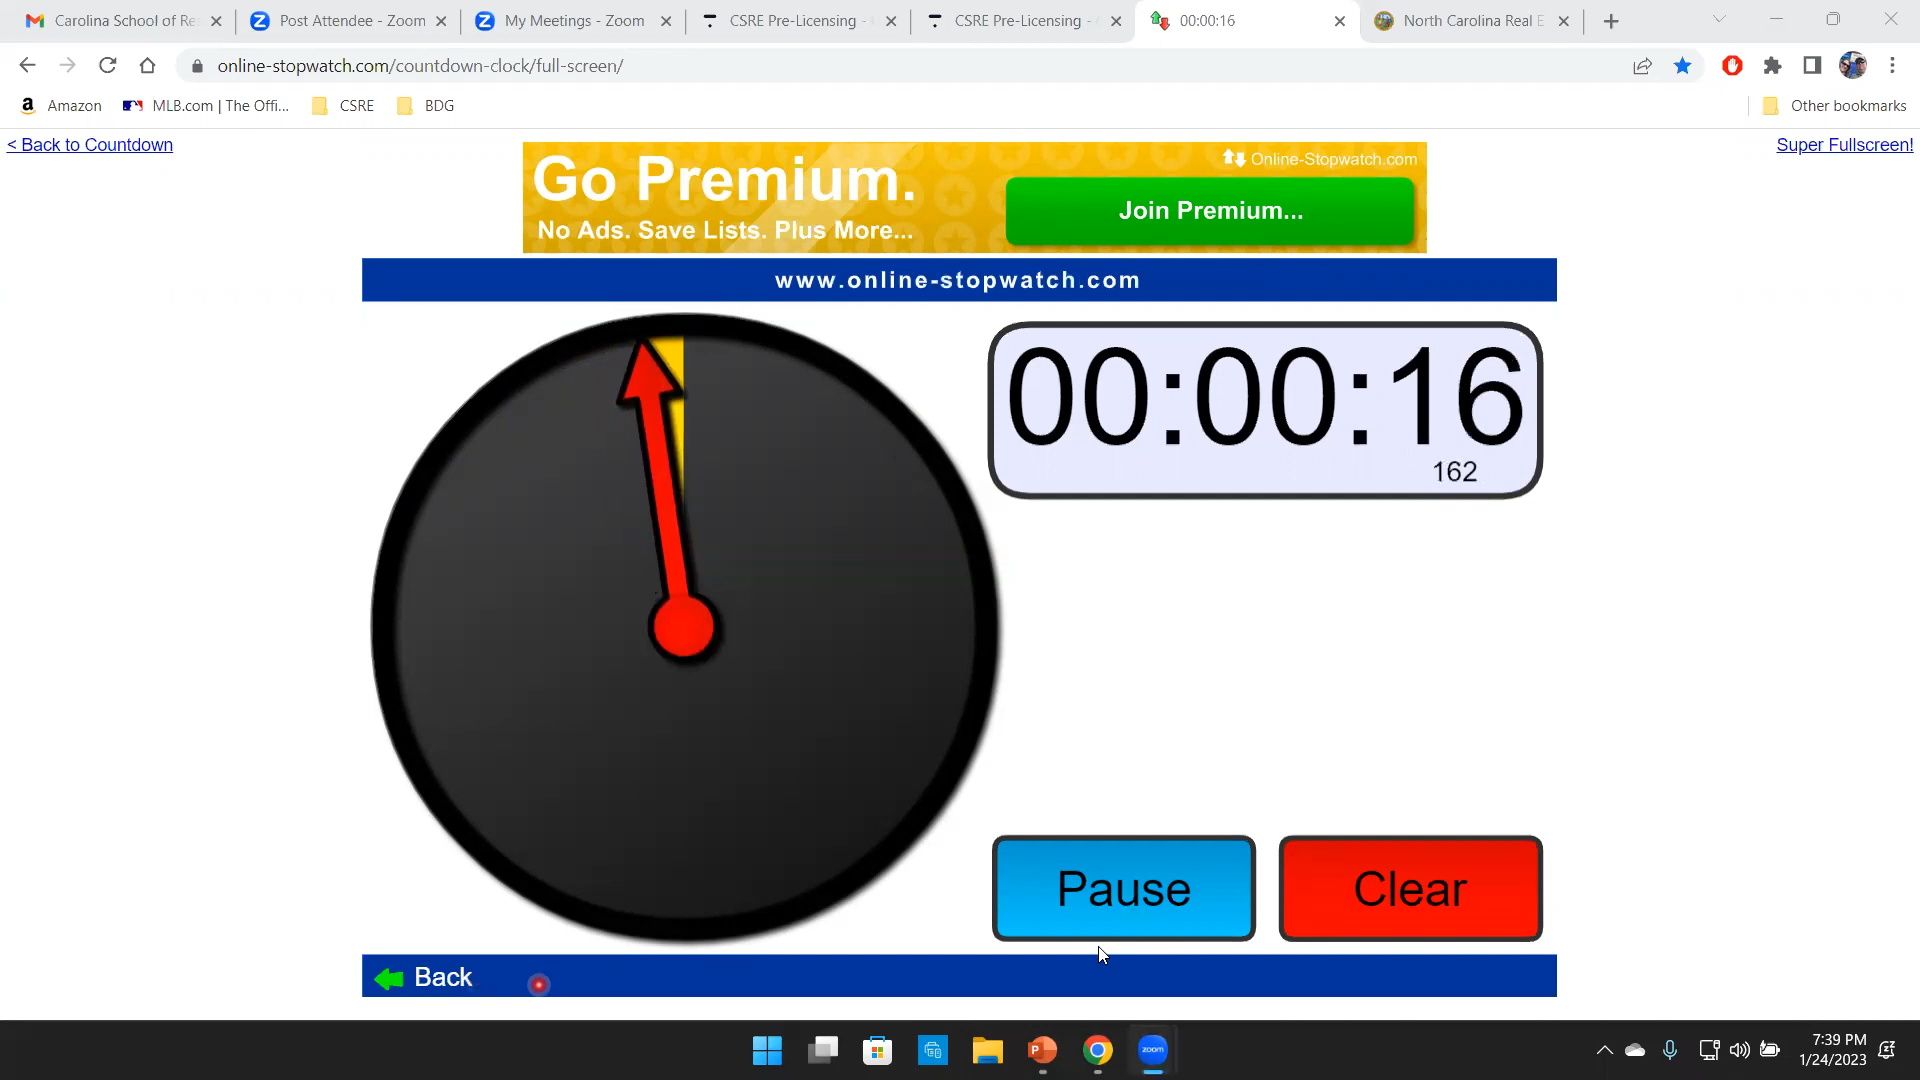 Carolina School of Re
Post Attendee - Zoom
My Meetings - Zoom
CSRE Pre-Licensing -
CSRE Pre-Licensing -
00:00:16
North Carolina Real E
online-stopwatch.com/countdown-clock/full-screen/
a Amazon
MLB.com | The Offi...
CSRE
BDG
Other bookmarks
< Back to Countdown
Super Fullscreen!
Go Premium.
No Ads. Save Lists. Plus More...
Online-Stopwatch.com
Join Premium...
www.online-stopwatch.com
00:00:16
162
Pause
Clear
Back
zoom
7:39 PM
1/24/2023